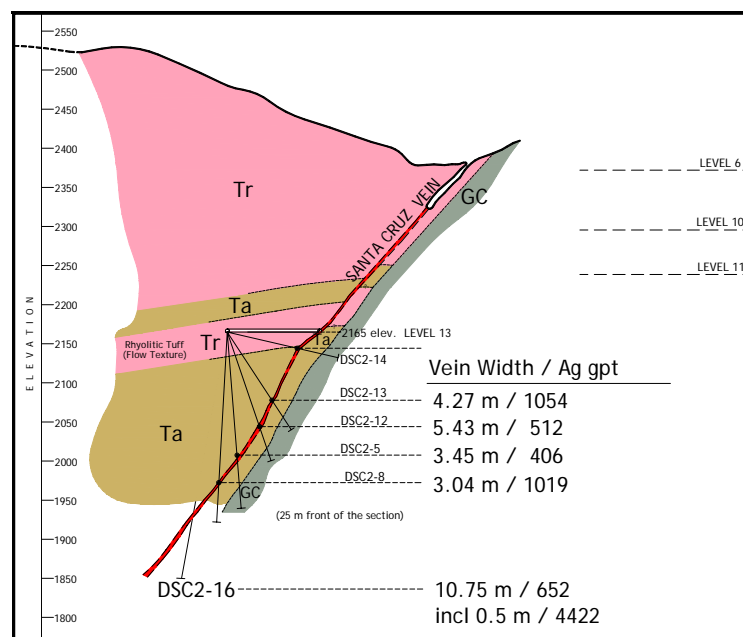 2550
2500
2450
2400
2350
2300
2250
2200
2150
2100
2050
2000
1950
1900
1850
1800
ELEVATION
LEVEL 6
LEVEL 10
LEVEL 11
Tr
GC
SANTA CRUZ VEIN
Ta
Rhyolitic Tuff
(Flow Texture)
Tr
Ta
2165 elev. LEVEL 13
DSC2-14
Vein Width / Ag gpt
DSC2-13 4.27 m / 1054
DSC2-12 5.43 m / 512
Ta
DSC2-5 3.45 m / 406
DSC2-8 3.04 m / 1019
GC
(25 m front of the section)
DSC2-16 10.75 m / 652
incl 0.5 m / 4422